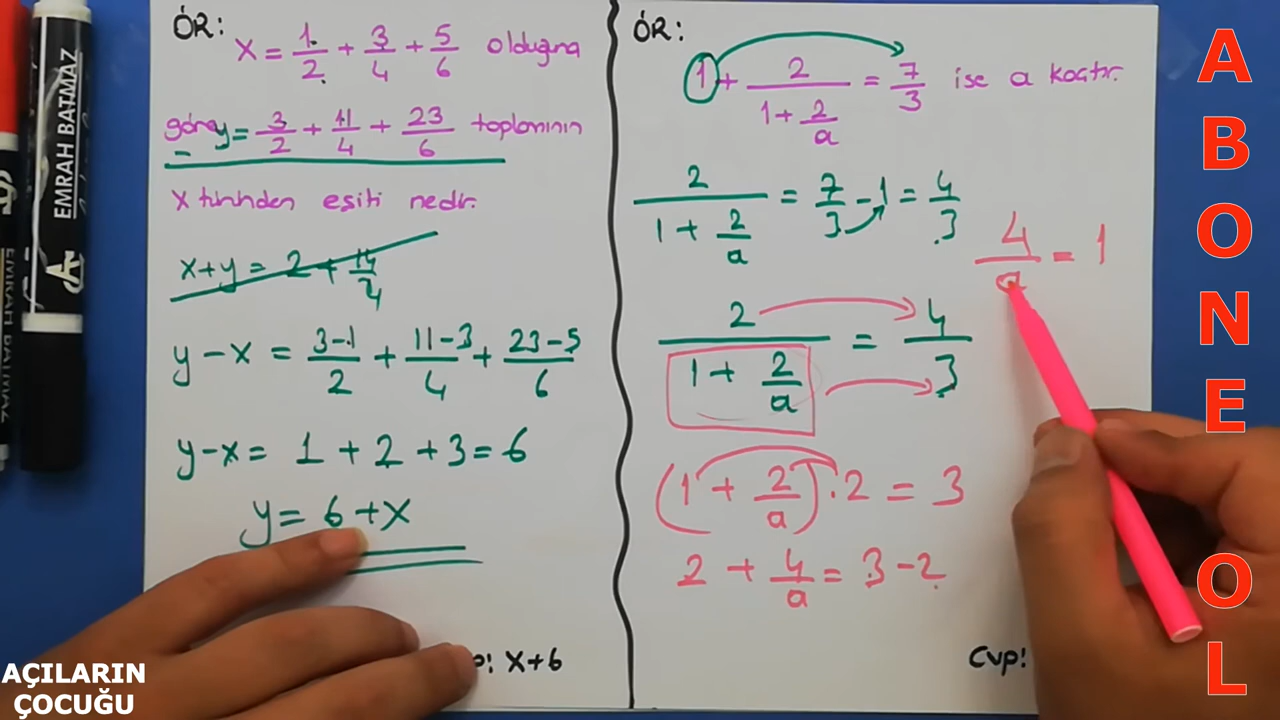 ÖR:
x = 1/2 + 3/4 + 5/6 olduğuna
göre y = 3/2 + 11/4 + 23/6 toplamının
x türünden eşiti nedir.
y - x = (3-1)/2 + (11-3)/4 + (23-5)/6
y-x = 1 + 2 + 3 = 6
y = 6 + x
p: x+6
ÖR:
1 + 2/(1 + 2/a) = 7/3 ise a kaçtır.
2/(1 + 2/a) = 7/3 - 1 = 4/3
4/a = 1
2/(1 + 2/a) = 4/3
(1 + 2/a) . 2 = 3
2 + 4/a = 3 - 2
Cvp:
EMRAH BATMAZ
AÇILARIN
ÇOCUĞU
ABONE OL